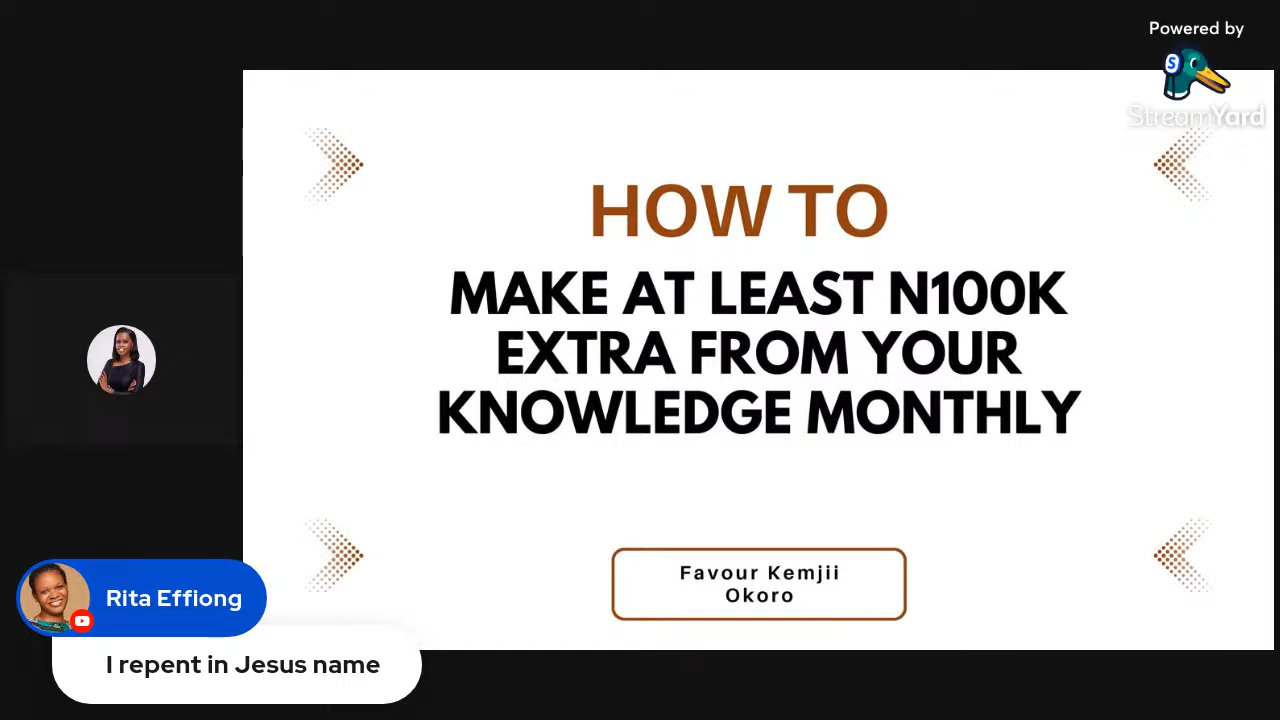 Powered by
StreamYard
HOW TO
MAKE AT LEAST N100K
EXTRA FROM YOUR
KNOWLEDGE MONTHLY
Favour Kemjii
Okoro
Rita Effiong
I repent in Jesus name